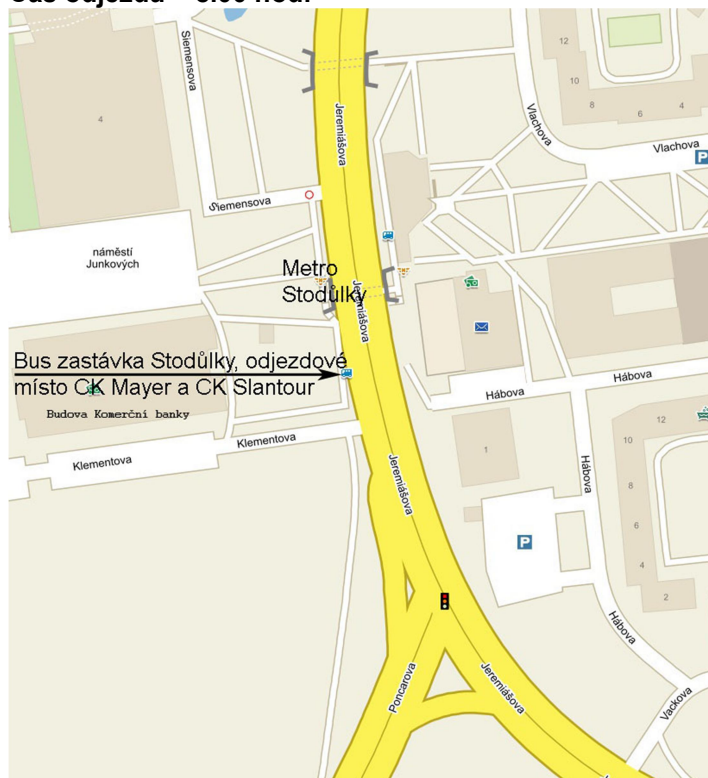 Siemensova
4
Jeremiášova
12
10
8
6
4
Vlachova
Vlachova
P
Siemensova
náměstí
Junkových
Metro
Stodůlky
Jeremiášova
Bus zastávka Stodůlky, odjezdové
místo CK Mayer a CK Slantour
Budova Komerční banky
Hábova
Hábova
Klementova
Klementova
1
12
10
8
6
4
2
Hábova
Jeremiášova
P
Hábova
Poncarova
Jeremiášova
Vackova